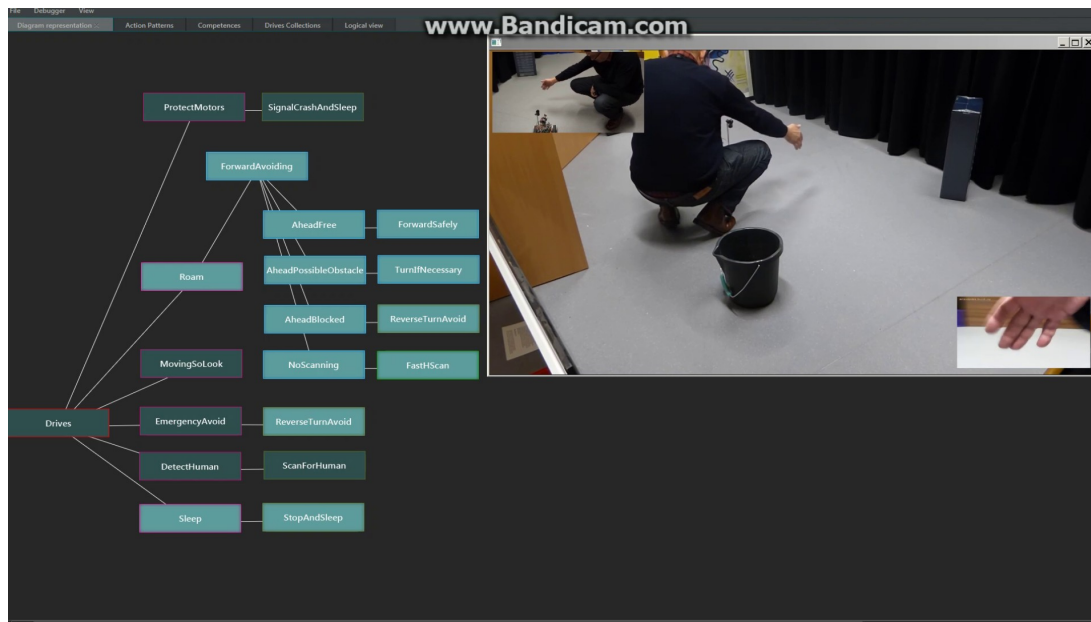 File Debugger View
www.Bandicam.com
Diagram representation Action Patterns Competences Drives Collections Logical view
ProtectMotors SignalCrashAndSleep
ForwardAvoiding
AheadFree ForwardSafely
Roam AheadPossibleObstacle TurnIfNecessary
AheadBlocked ReverseTurnAvoid
MovingSoLook NoScanning FastHScan
Drives EmergencyAvoid ReverseTurnAvoid
DetectHuman ScanForHuman
Sleep StopAndSleep